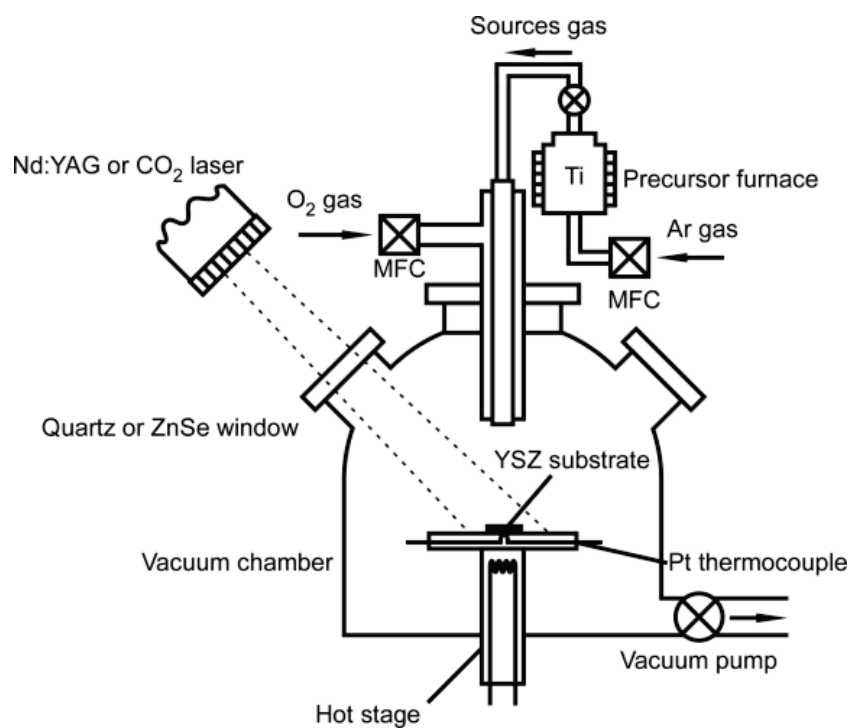 Sources gas
Nd:YAG or CO₂ laser
O₂ gas
Ti
Precursor furnace
MFC
Ar gas
MFC
Quartz or ZnSe window
YSZ substrate
Vacuum chamber
Pt thermocouple
Vacuum pump
Hot stage